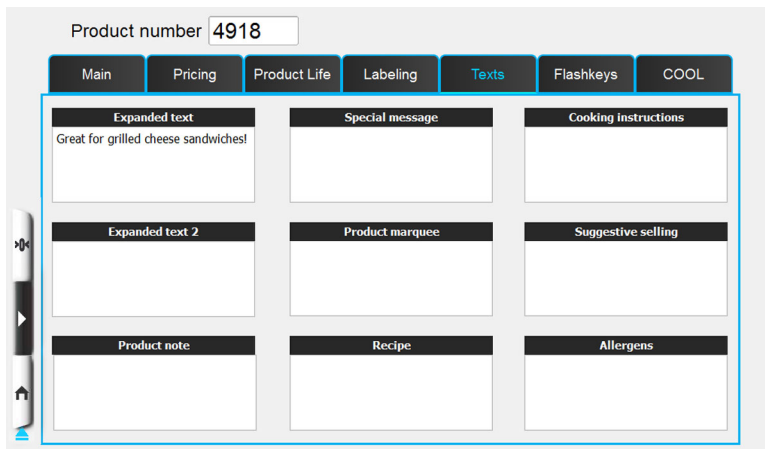 Product number 4918
Main Pricing Product Life Labeling Texts Flashkeys COOL
Expanded text Special message Cooking instructions
Great for grilled cheese sandwiches!
Expanded text 2 Product marquee Suggestive selling
>0<
Product note Recipe Allergens